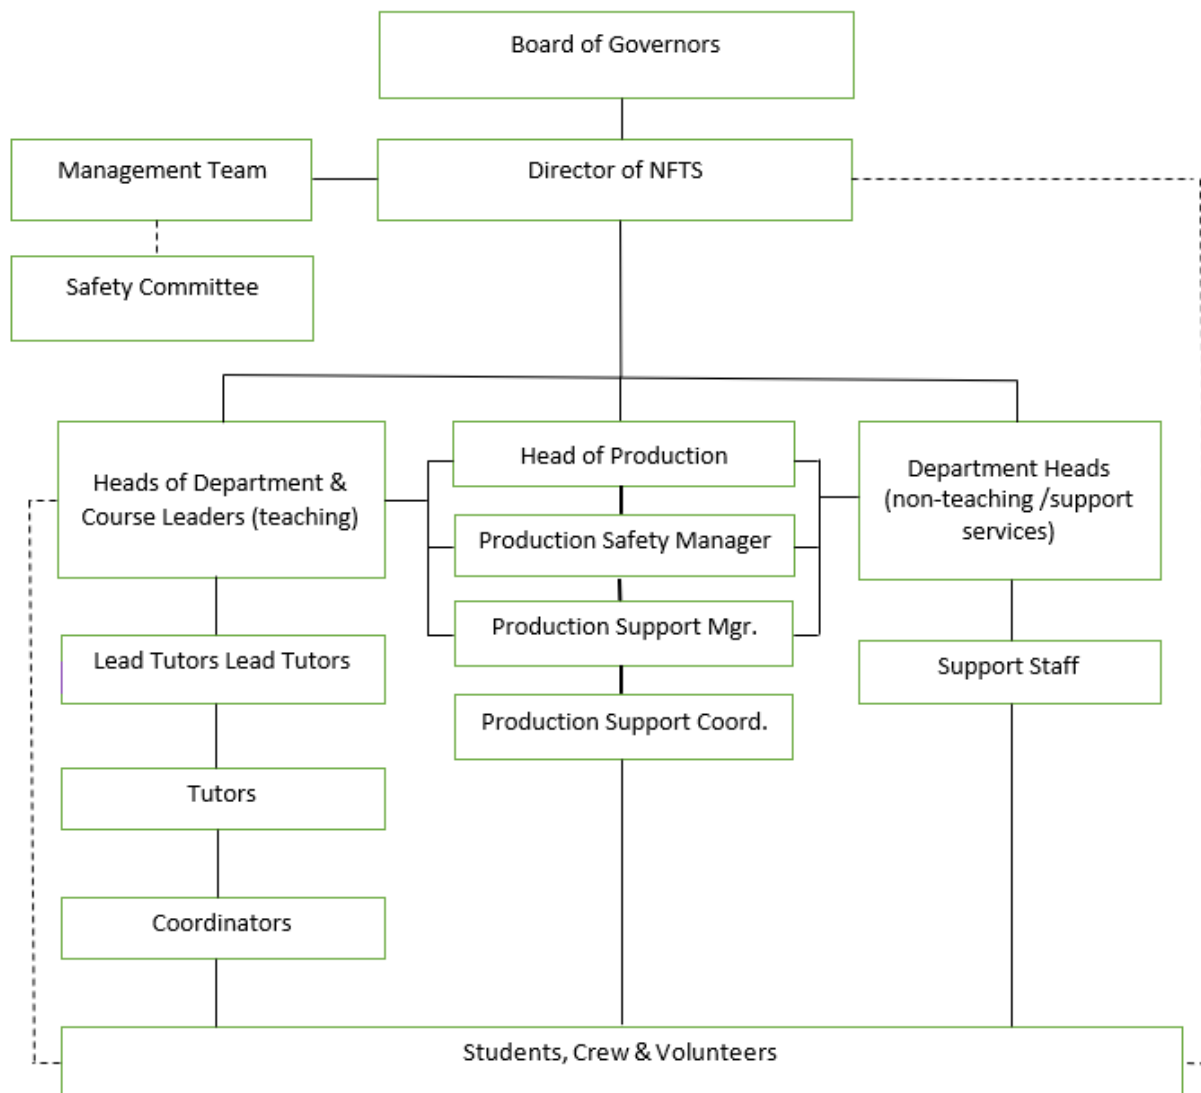 Board of Governors
Management Team
Director of NFTS
Safety Committee
Heads of Department &
Course Leaders (teaching)
Head of Production
Department Heads
(non-teaching /support
services)
Production Safety Manager
Production Support Mgr.
Lead Tutors Lead Tutors
Support Staff
Production Support Coord.
Tutors
Coordinators
Students, Crew & Volunteers